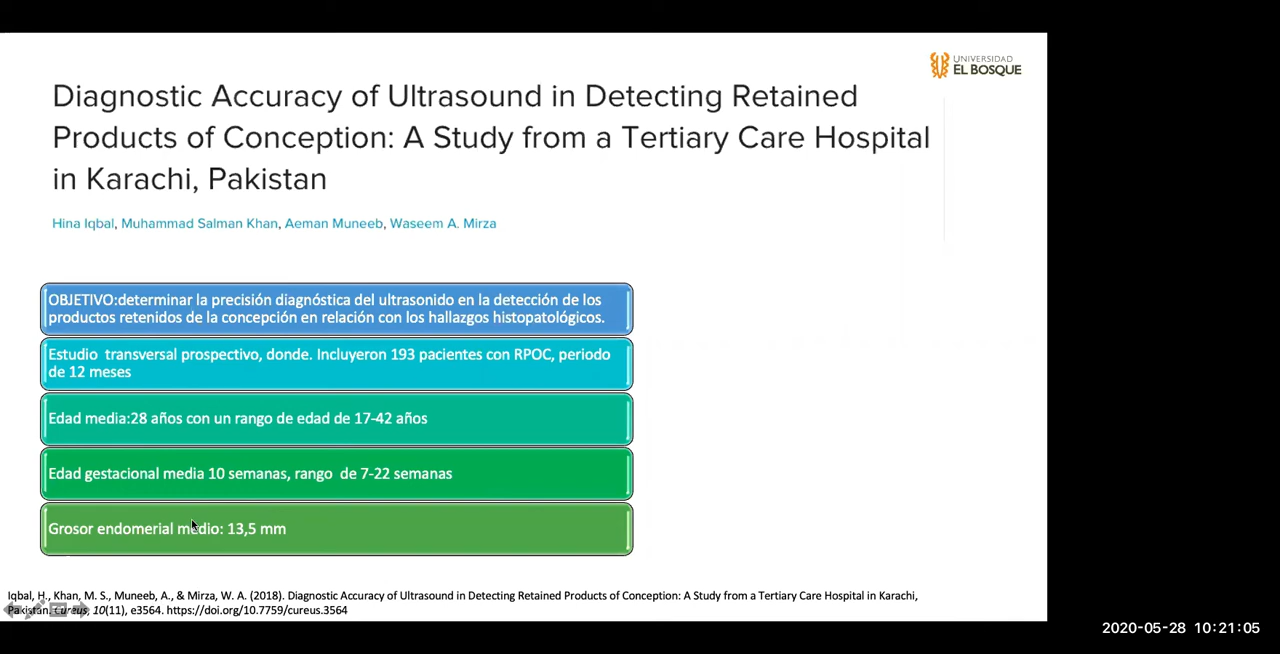 UNIVERSIDAD
EL BOSQUE
Diagnostic Accuracy of Ultrasound in Detecting Retained
Products of Conception: A Study from a Tertiary Care Hospital
in Karachi, Pakistan
Hina Iqbal, Muhammad Salman Khan, Aeman Muneeb, Waseem A. Mirza
OBJETIVO:determinar la precisión diagnóstica del ultrasonido en la detección de los
productos retenidos de la concepción en relación con los hallazgos histopatológicos.
Estudio transversal prospectivo, donde. Incluyeron 193 pacientes con RPOC, periodo
de 12 meses
Edad media:28 años con un rango de edad de 17-42 años
Edad gestacional media 10 semanas, rango de 7-22 semanas
Grosor endomerial medio: 13,5 mm
Iqbal, H., Khan, M. S., Muneeb, A., & Mirza, W. A. (2018). Diagnostic Accuracy of Ultrasound in Detecting Retained Products of Conception: A Study from a Tertiary Care Hospital in Karachi,
Pakistan. Cureus, 10(11), e3564. https://doi.org/10.7759/cureus.3564
2020-05-28 10:21:05